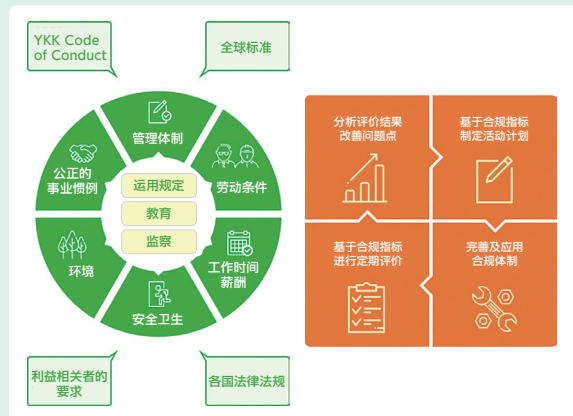 YKK Code
of Conduct
全球标准
管理体制
公正的
事业惯例
劳动条件
运用规定
教育
监察
环境
工作时间
薪酬
安全卫生
利益相关者的
要求
各国法律法规
分析评价结果
改善问题点
基于合规指标
制定活动计划
基于合规指标
进行定期评价
完善及应用
合规体制